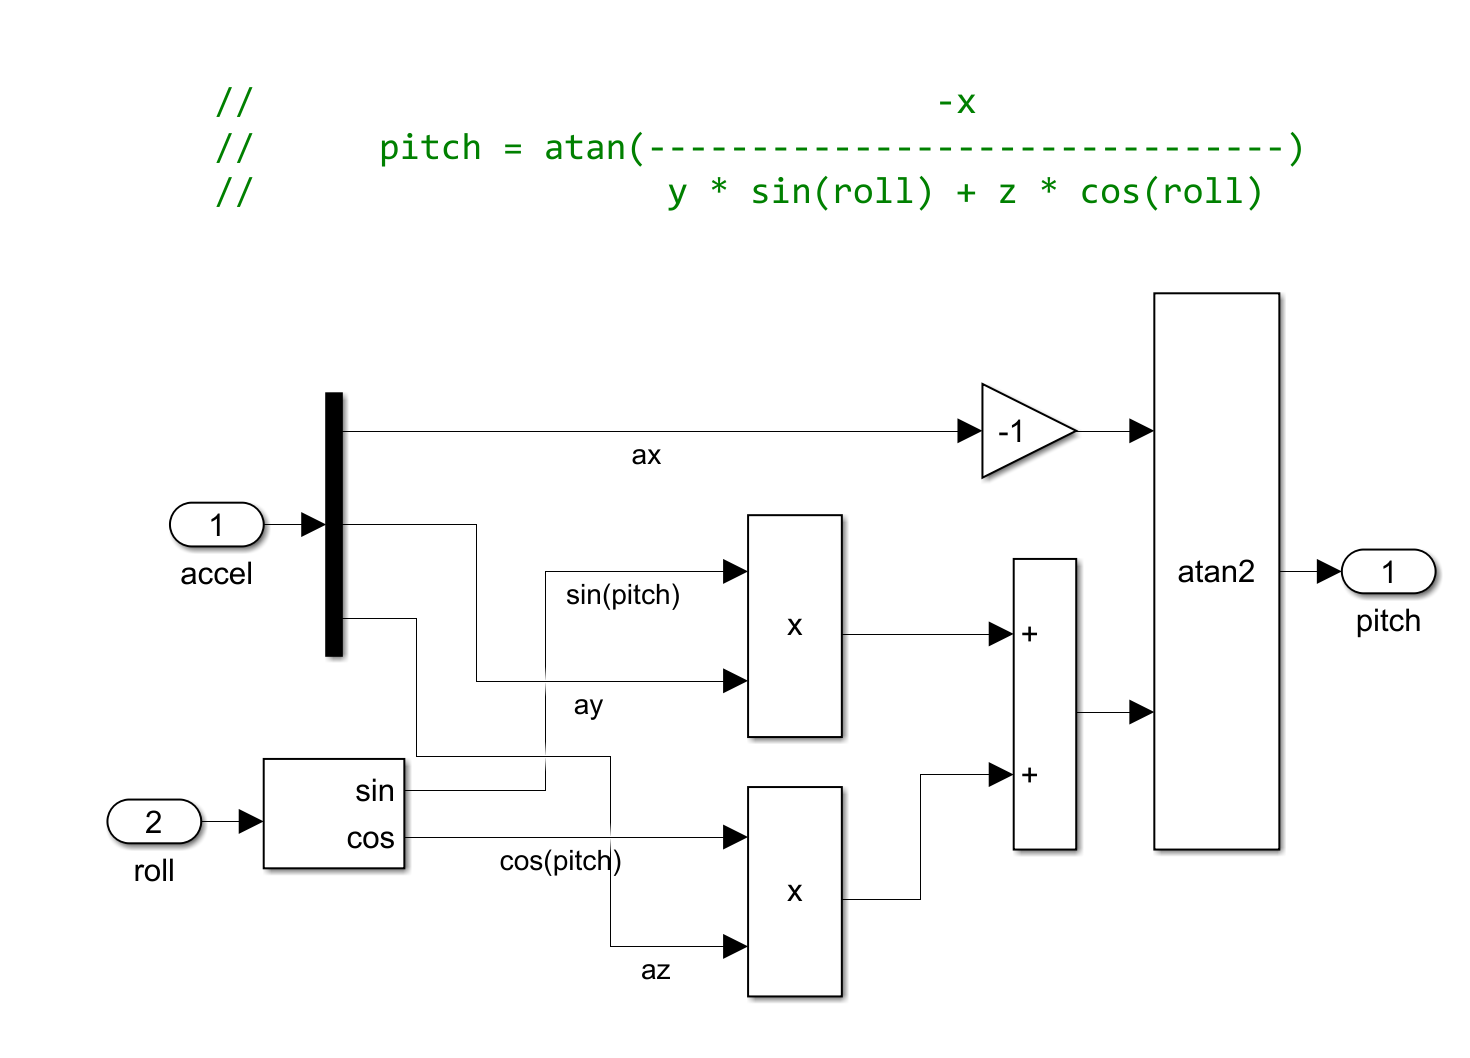 // -x
// pitch = atan(-------------------------------)
// y * sin(roll) + z * cos(roll)
-1
ax
1
accel
sin(pitch)
x
+
atan2
1
pitch
ay
sin
cos
2
roll
cos(pitch)
x
+
az